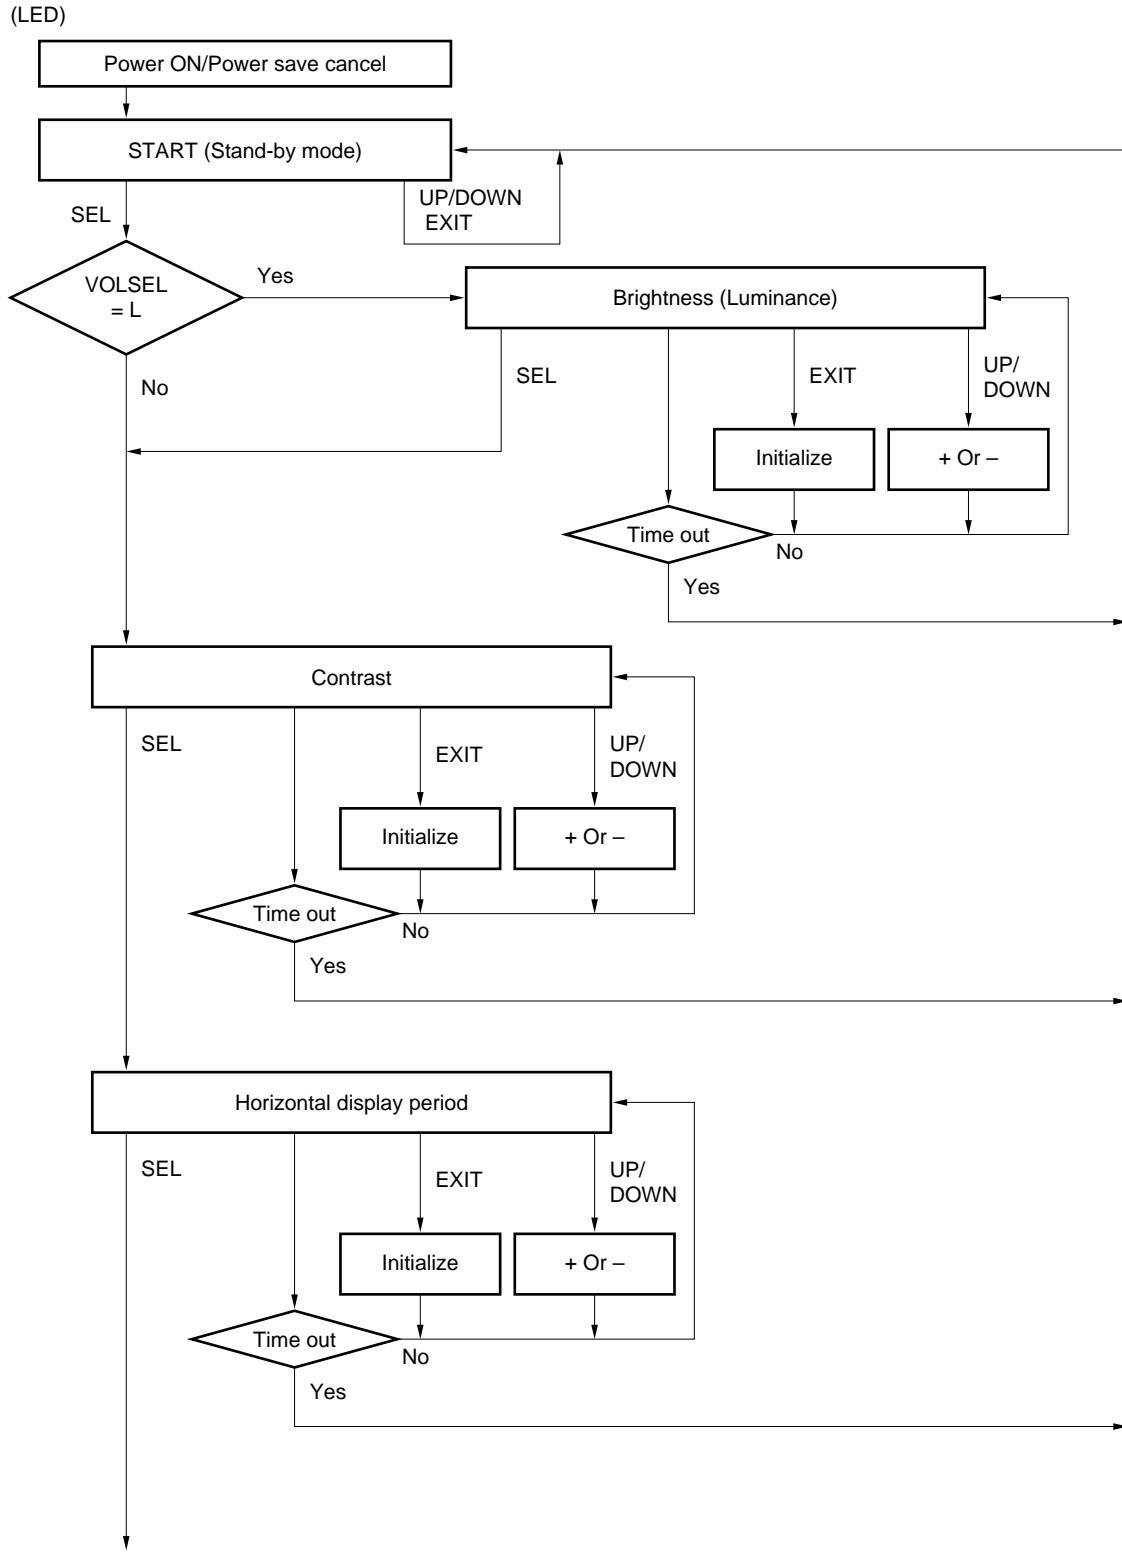 (LED)
Power ON/Power save cancel
START (Stand-by mode)
SEL
UP/DOWN
EXIT
VOLSEL
= L
Yes
Brightness (Luminance)
No
SEL
EXIT
UP/
DOWN
Initialize
+ Or –
Time out
No
Yes
Contrast
SEL
EXIT
UP/
DOWN
Initialize
+ Or –
Time out
No
Yes
Horizontal display period
SEL
EXIT
UP/
DOWN
Initialize
+ Or –
Time out
No
Yes